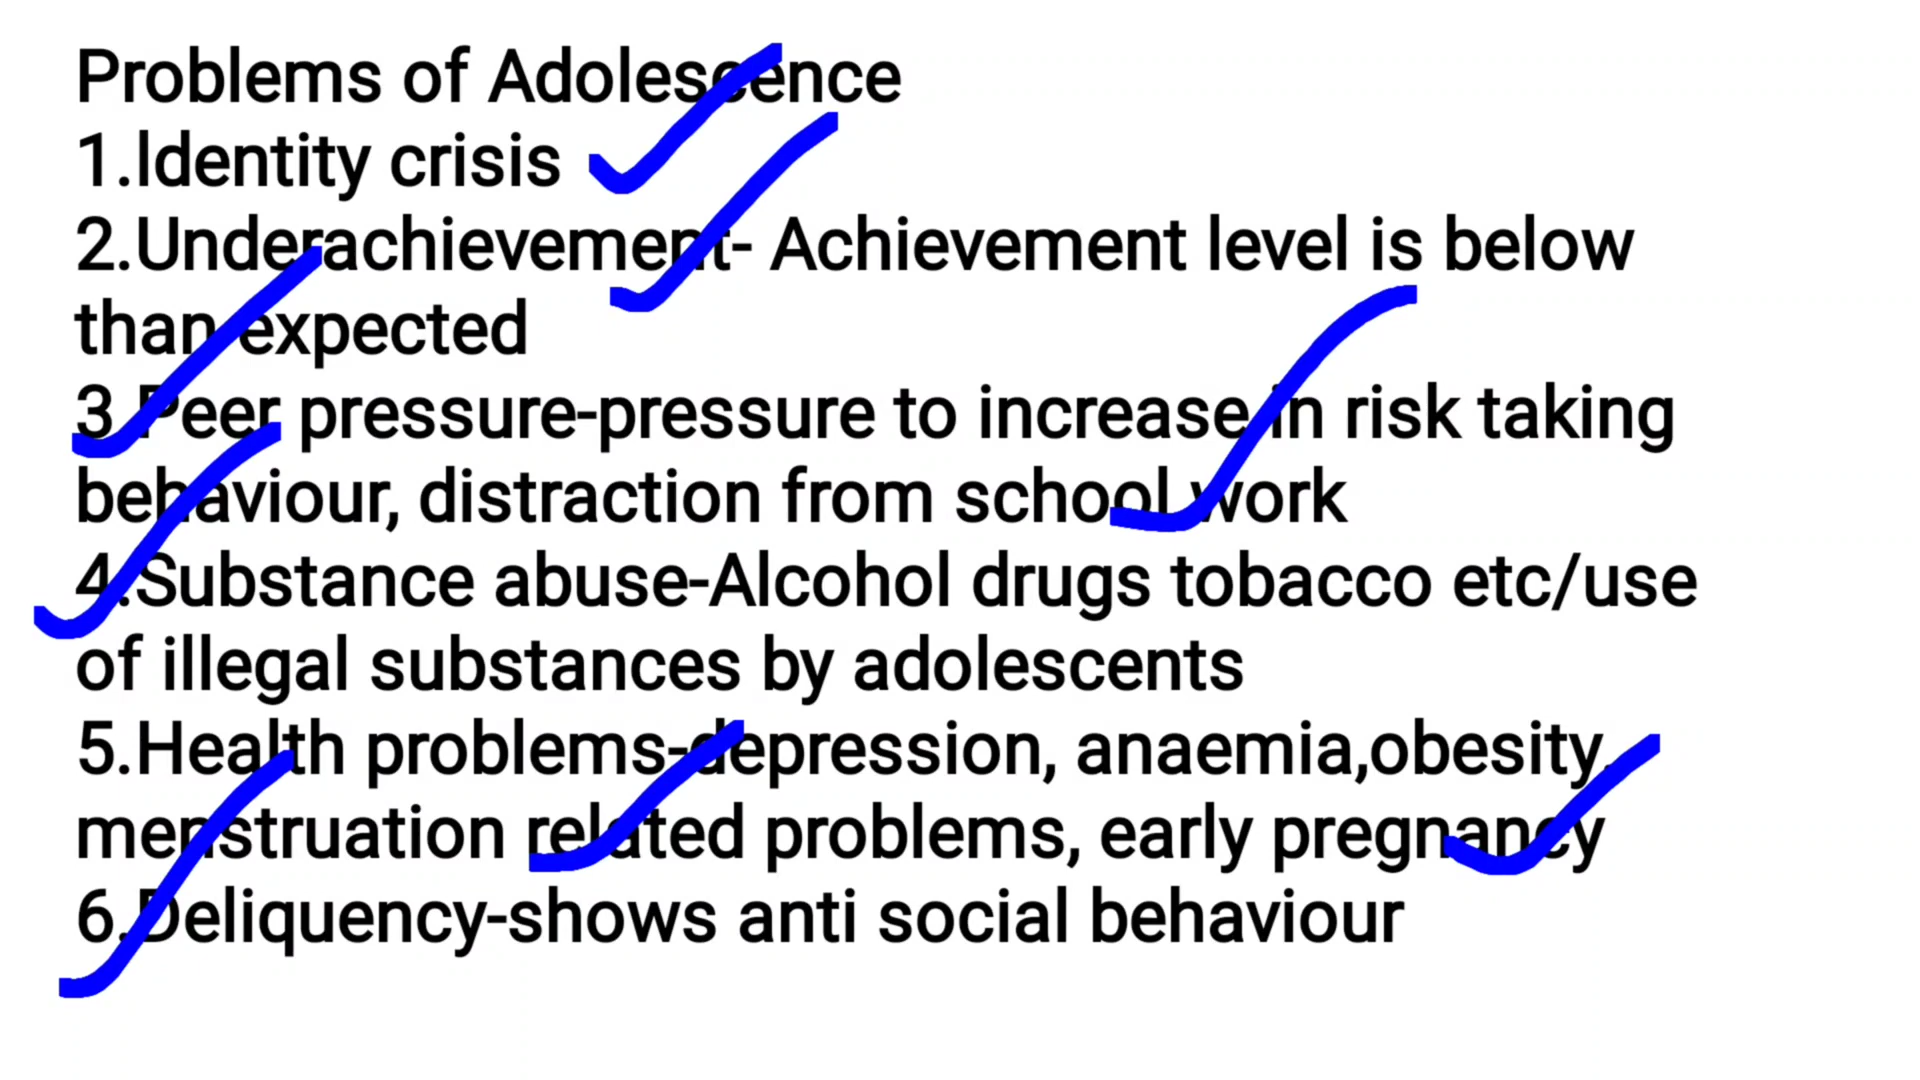 Problems of Adolescence
1.Identity crisis
2.Underachievement- Achievement level is below
than expected
3.Peer pressure-pressure to increase in risk taking
behaviour, distraction from school work
4.Substance abuse-Alcohol drugs tobacco etc/use
of illegal substances by adolescents
5.Health problems-depression, anaemia,obesity,
menstruation related problems, early pregnancy
6.Deliquency-shows anti social behaviour